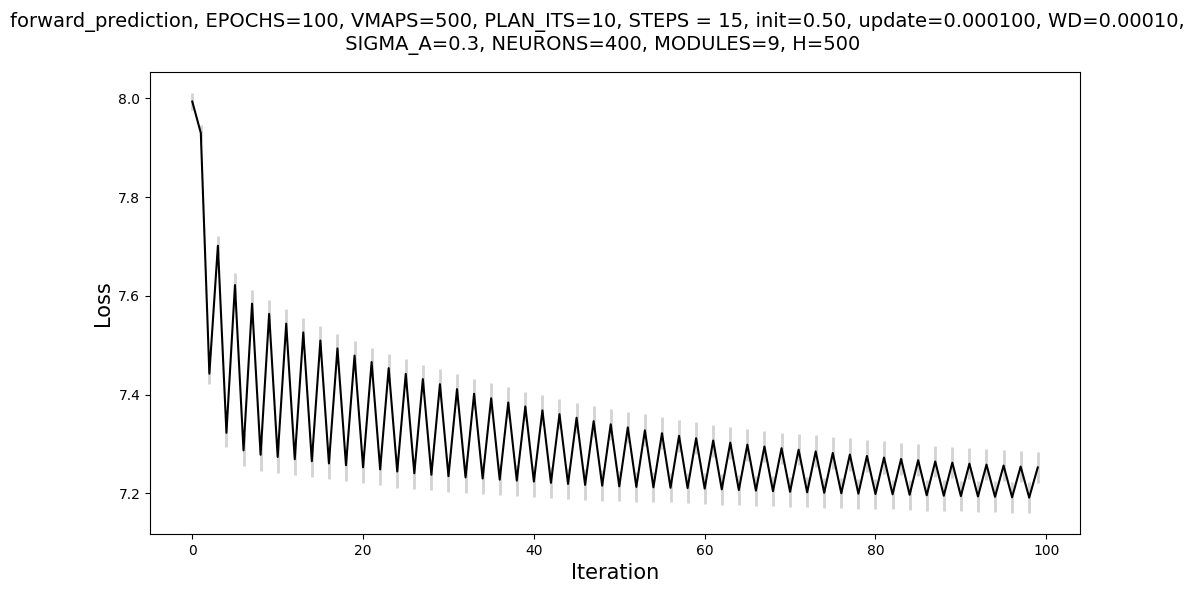 forward_prediction, EPOCHS=100, VMAPS=500, PLAN_ITS=10, STEPS = 15, init=0.50, update=0.000100, WD=0.00010,
SIGMA_A=0.3, NEURONS=400, MODULES=9, H=500
8.0
7.8
7.6
7.4
7.2
Loss
0
20
40
60
80
100
Iteration